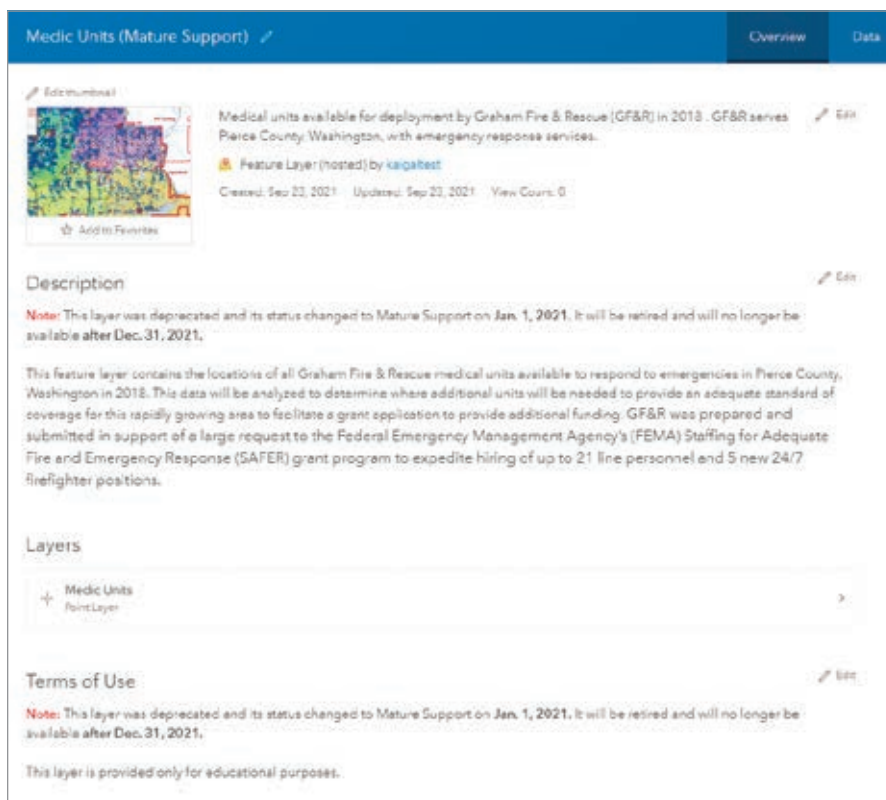 Medic Units (Mature Support)
Overview
Data
Edit thumbnail
Add to Favorites
Medical units available for deployment by Graham Fire & Rescue (GF&R) in 2018 . GF&R serves
Pierce County, Washington, with emergency response services.
Edit
Feature Layer (hosted) by kaigaltest
Created: Sep 23, 2021 Updated: Sep 23, 2021 View Count: 0
Description
Edit
Note: This layer was deprecated and its status changed to Mature Support on Jan. 1, 2021. It will be retired and will no longer be
available after Dec. 31, 2021.
This feature layer contains the locations of all Graham Fire & Rescue medical units available to respond to emergencies in Pierce County,
Washington in 2018. This data will be analyzed to determine where additional units will be needed to provide an adequate standard of
coverage for this rapidly growing area to facilitate a grant application to provide additional funding. GF&R was prepared and
submitted in support of a large request to the Federal Emergency Management Agency's (FEMA) Staffing for Adequate
Fire and Emergency Response (SAFER) grant program to expedite hiring of up to 21 line personnel and 5 new 24/7
firefighter positions.
Layers
Medic Units
Point Layer
Terms of Use
Edit
Note: This layer was deprecated and its status changed to Mature Support on Jan. 1, 2021. It will be retired and will no longer be
available after Dec. 31, 2021.
This layer is provided only for educational purposes.